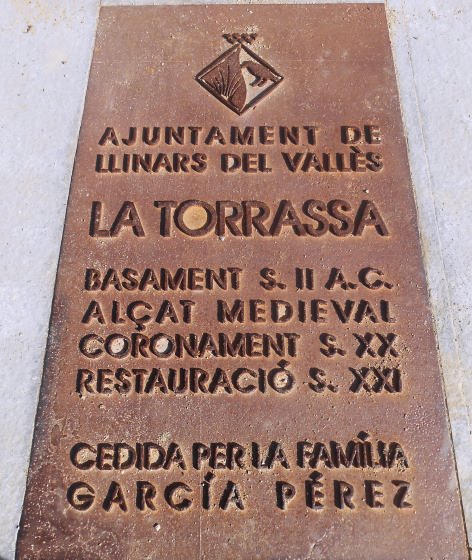 AJUNTAMENT DE
LLINARS DEL VALLÈS
LA TORRASSA
BASAMENT S. II A.C.
ALÇAT MEDIEVAL
CORONAMENT S. XX
RESTAURACIÓ S. XXI
CEDIDA PER LA FAMÍLIA
GARCÍA PÉREZ